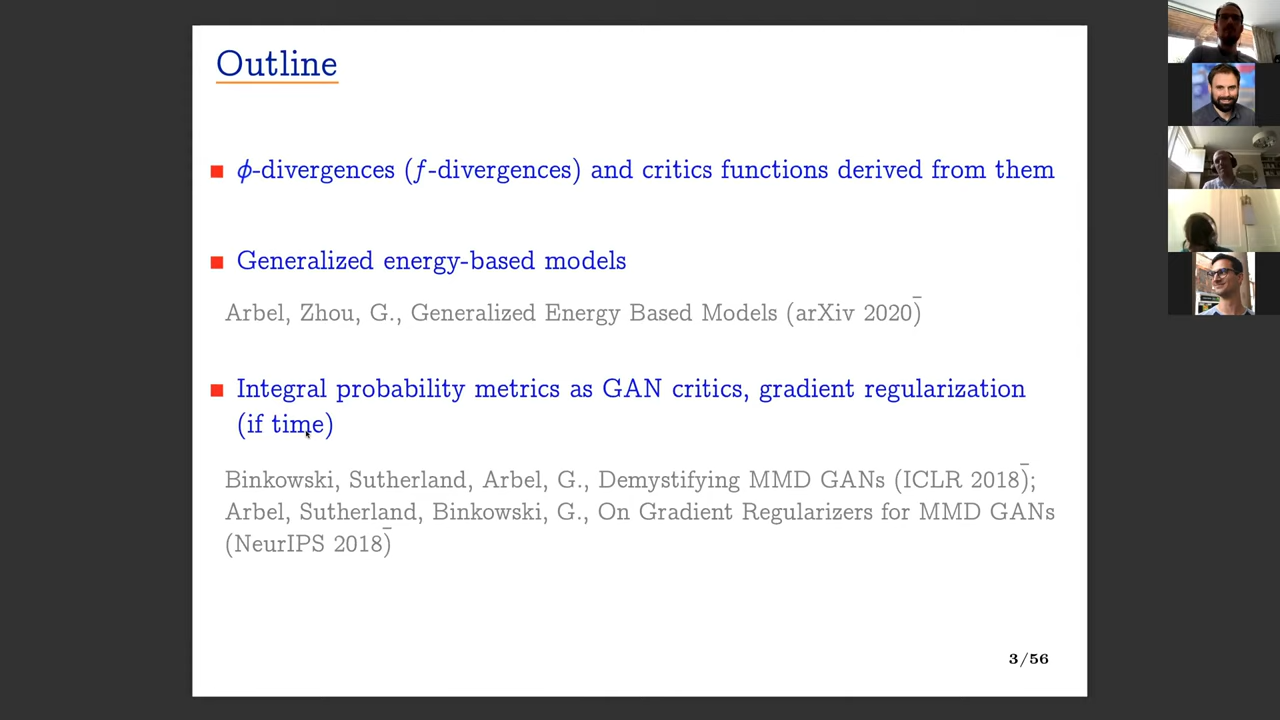 Outline
ϕ-divergences (f-divergences) and critics functions derived from them
Generalized energy-based models
Arbel, Zhou, G., Generalized Energy Based Models (arXiv 2020)
Integral probability metrics as GAN critics, gradient regularization
(if time)
Binkowski, Sutherland, Arbel, G., Demystifying MMD GANs (ICLR 2018);
Arbel, Sutherland, Binkowski, G., On Gradient Regularizers for MMD GANs
(NeurIPS 2018)
3/56